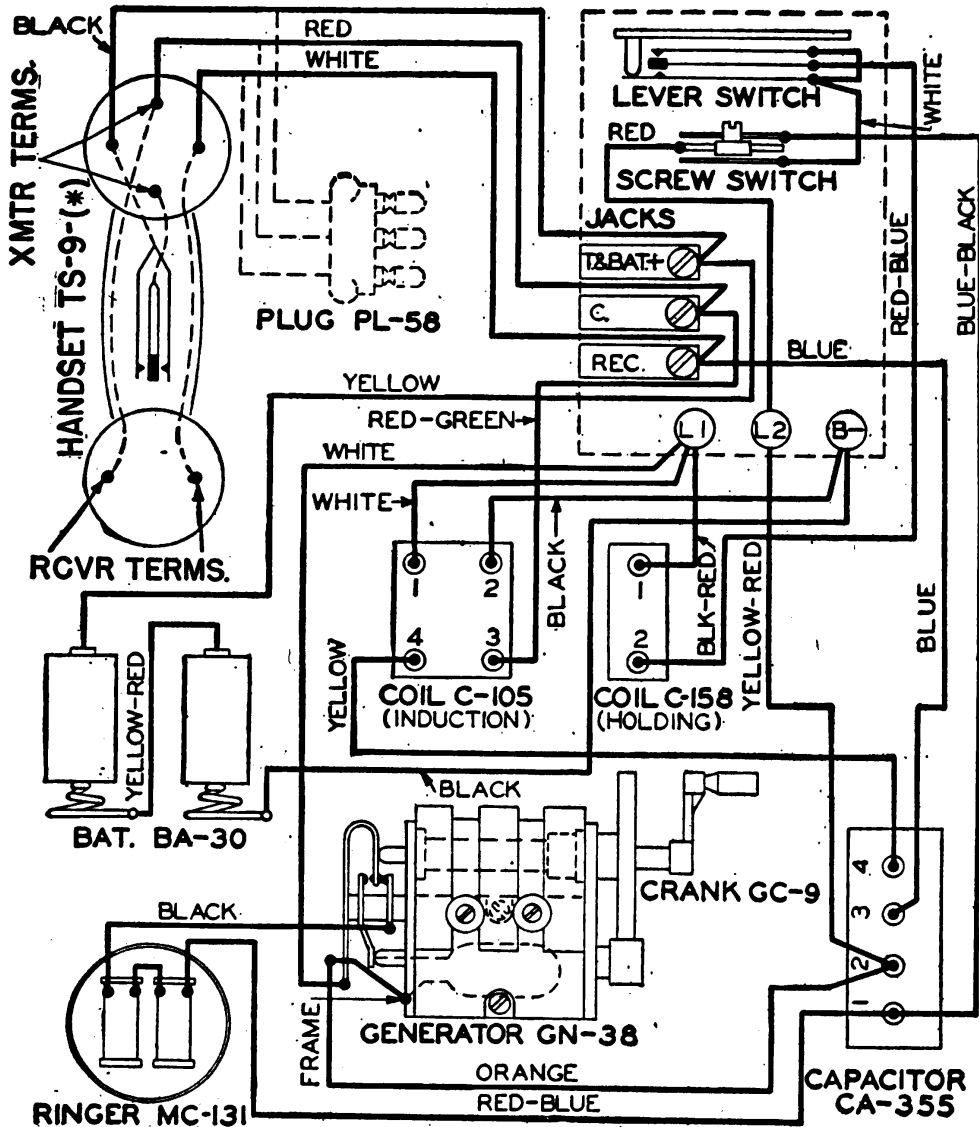 BLACK
RED
WHITE
LEVER SWITCH
WHITE
RED
SCREW SWITCH
XMTR TERMS.
HANDSET TS-9-(*)
JACKS
T&BAT+
C.
REC.
PLUG PL-58
RED-BLUE
BLUE-BLACK
BLUE
YELLOW
RED-GREEN
L1
L2
B-
WHITE
WHITE
RCVR TERMS.
1
2
4
3
BLACK
1
2
BLK-RED
YELLOW-RED
BLUE
YELLOW-RED
YELLOW
COIL C-105
(INDUCTION)
COIL C-158
(HOLDING)
BLACK
BAT. BA-30
CRANK GC-9
4
3
2
1
BLACK
FRAME
GENERATOR GN-38
ORANGE
RED-BLUE
RINGER MC-131
CAPACITOR
CA-355